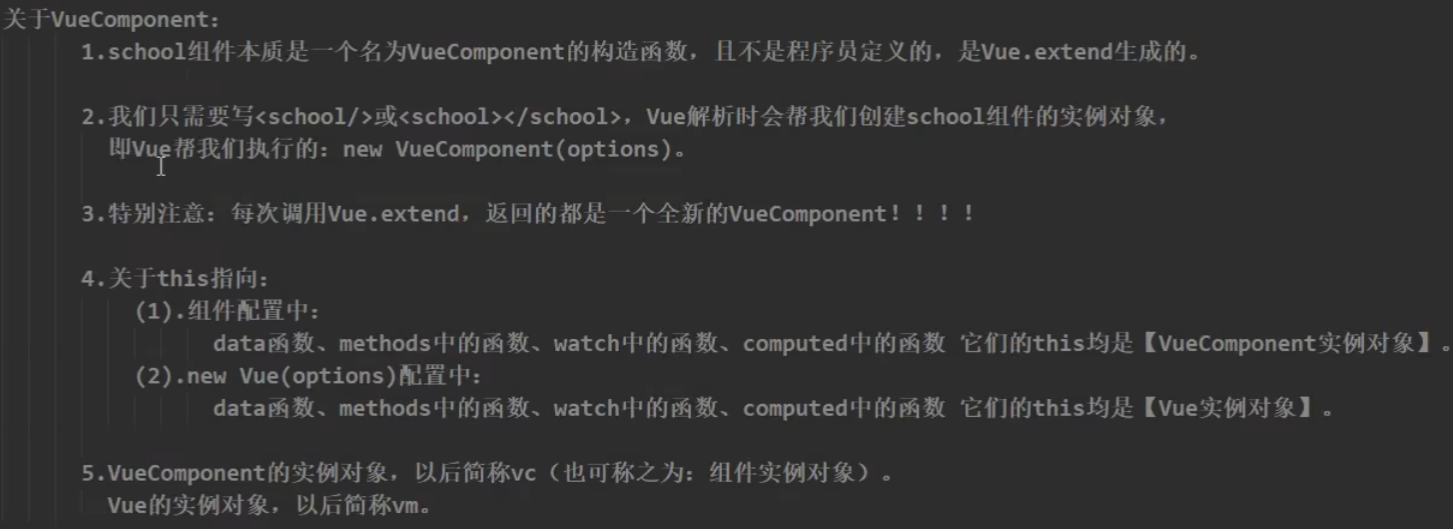 关于VueComponent：
1.school组件本质是一个名为VueComponent的构造函数，且不是程序员定义的，是Vue.extend生成的。
2.我们只需要写<school/>或<school></school>，Vue解析时会帮我们创建school组件的实例对象，
即Vue帮我们执行的：new VueComponent(options)。
3.特别注意：每次调用Vue.extend，返回的都是一个全新的VueComponent！！！！
4.关于this指向：
(1).组件配置中：
data函数、methods中的函数、watch中的函数、computed中的函数 它们的this均是【VueComponent实例对象】。
(2).new Vue(options)配置中：
data函数、methods中的函数、watch中的函数、computed中的函数 它们的this均是【Vue实例对象】。
5.VueComponent的实例对象，以后简称vc（也可称之为：组件实例对象）。
Vue的实例对象，以后简称vm。